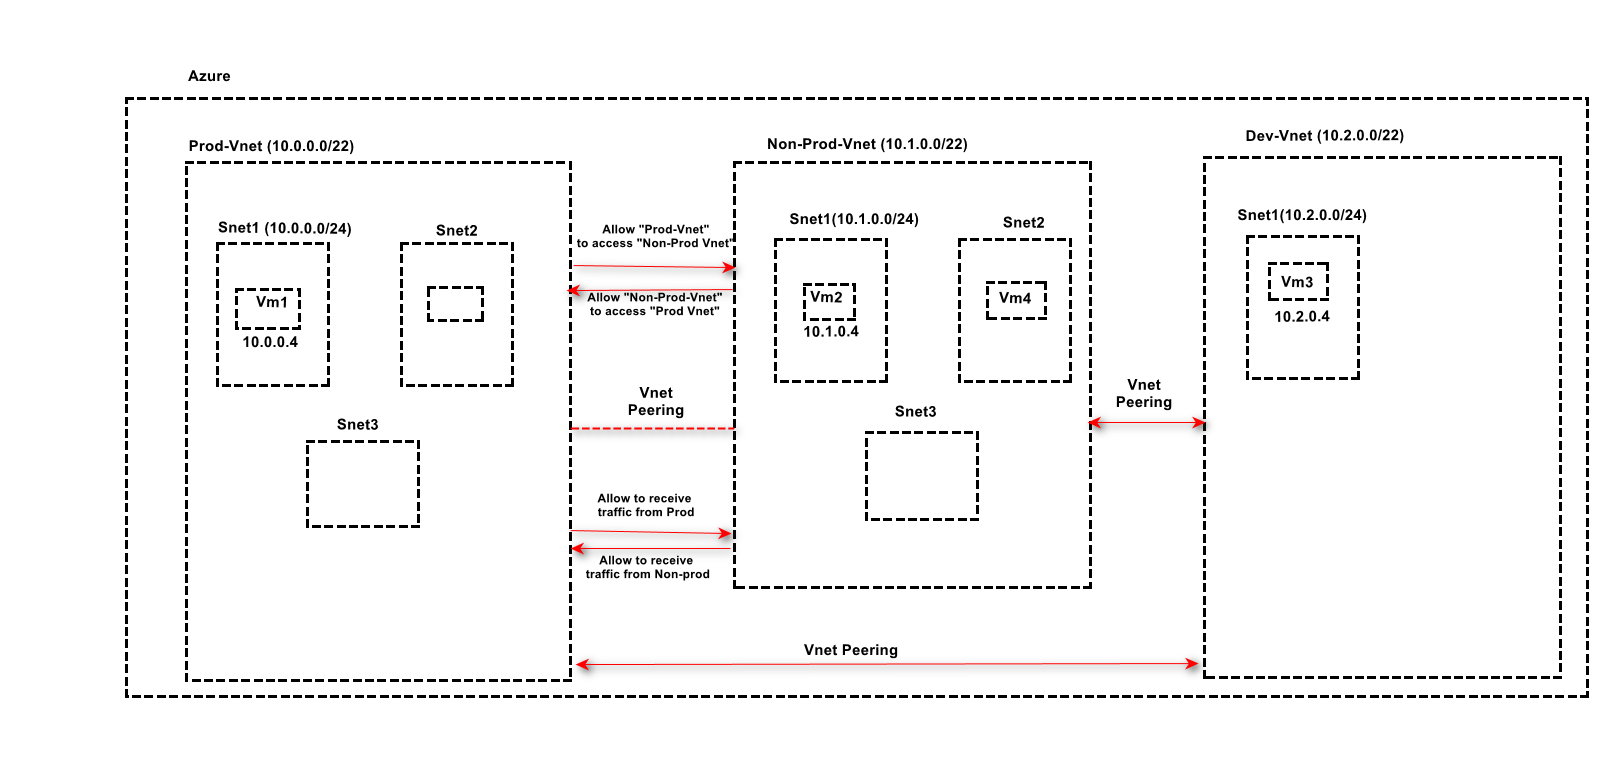 Azure
Prod-Vnet (10.0.0.0/22)
Non-Prod-Vnet (10.1.0.0/22)
Dev-Vnet (10.2.0.0/22)
Snet1 (10.0.0.0/24)
Snet2
Vm1
10.0.0.4
Snet3
Allow "Prod-Vnet"
to access "Non-Prod Vnet"
Allow "Non-Prod-Vnet"
to access "Prod Vnet"
Vnet
Peering
Allow to receive
traffic from Prod
Allow to receive
traffic from Non-prod
Snet1(10.1.0.0/24)
Snet2
Vm2
10.1.0.4
Vm4
Snet3
Vnet
Peering
Snet1(10.2.0.0/24)
Vm3
10.2.0.4
Vnet Peering